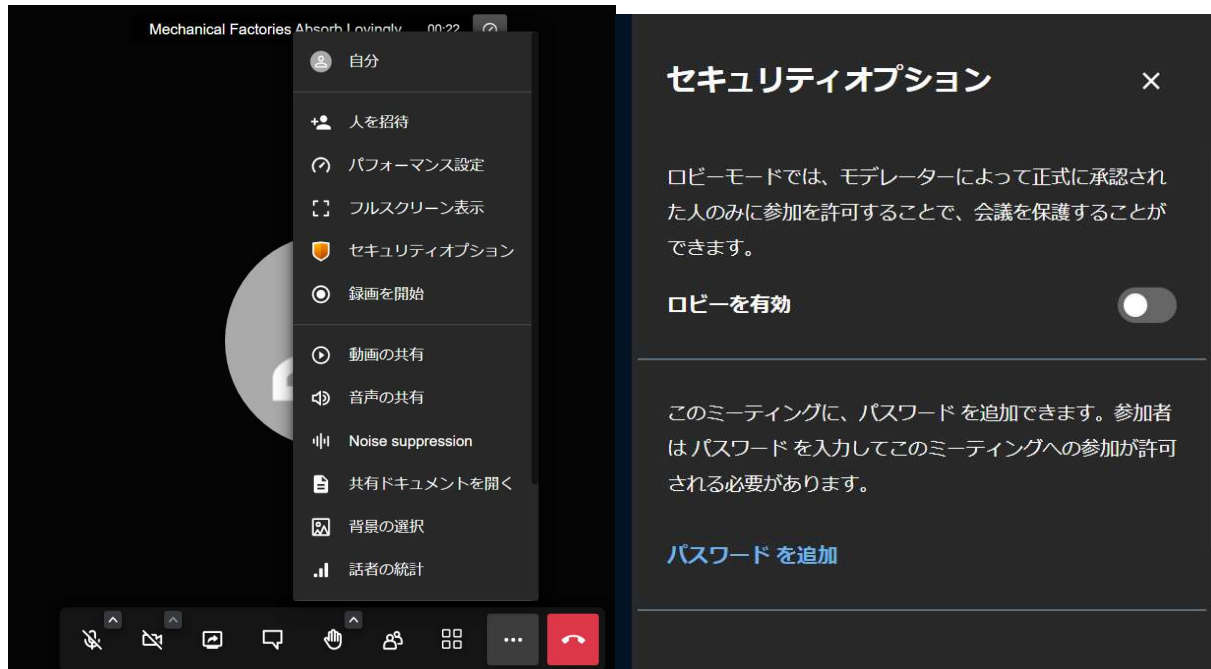 Mechanical Factories Absorb Lovingly 00:22
自分
人を招待
パフォーマンス設定
フルスクリーン表示
セキュリティオプション
録画を開始
動画の共有
音声の共有
Noise suppression
共有ドキュメントを開く
背景の選択
話者の統計
セキュリティオプション
ロビーモードでは、モデレーターによって正式に承認され
た人のみに参加を許可することで、会議を保護することが
できます。
ロビーを有効
このミーティングに、パスワード を追加できます。参加者
は パスワード を入力してこのミーティングへの参加が許可
される必要があります。
パスワード を追加